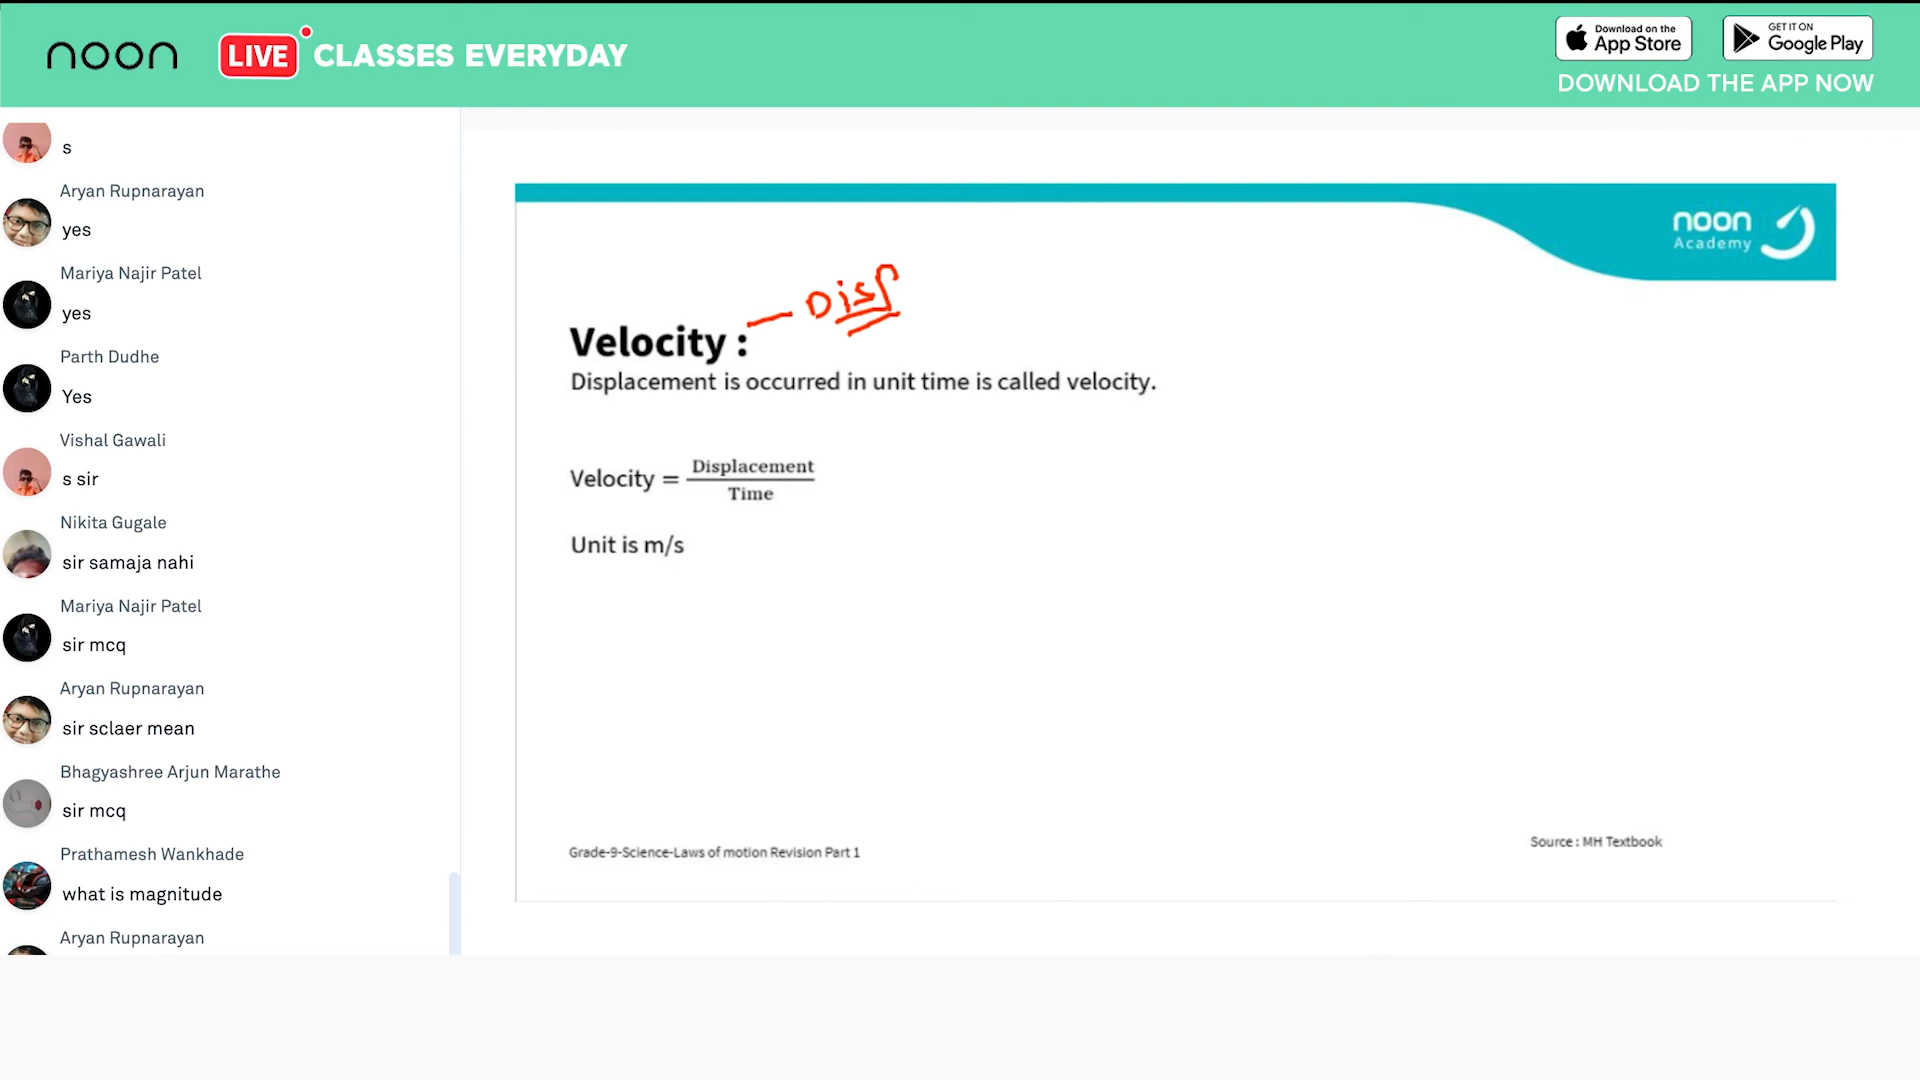 noon LIVE CLASSES EVERYDAY
Download on the
App Store
GET IT ON
Google Play
DOWNLOAD THE APP NOW
s
Aryan Rupnarayan
yes
Mariya Najir Patel
yes
Parth Dudhe
Yes
Vishal Gawali
s sir
Nikita Gugale
sir samaja nahi
Mariya Najir Patel
sir mcq
Aryan Rupnarayan
sir sclaer mean
Bhagyashree Arjun Marathe
sir mcq
Prathamesh Wankhade
what is magnitude
Aryan Rupnarayan
noon
Academy
Disp
Velocity :
Displacement is occurred in unit time is called velocity.
Velocity = Displacement
Time
Unit is m/s
Grade-9-Science-Laws of motion Revision Part 1
Source : MH Textbook